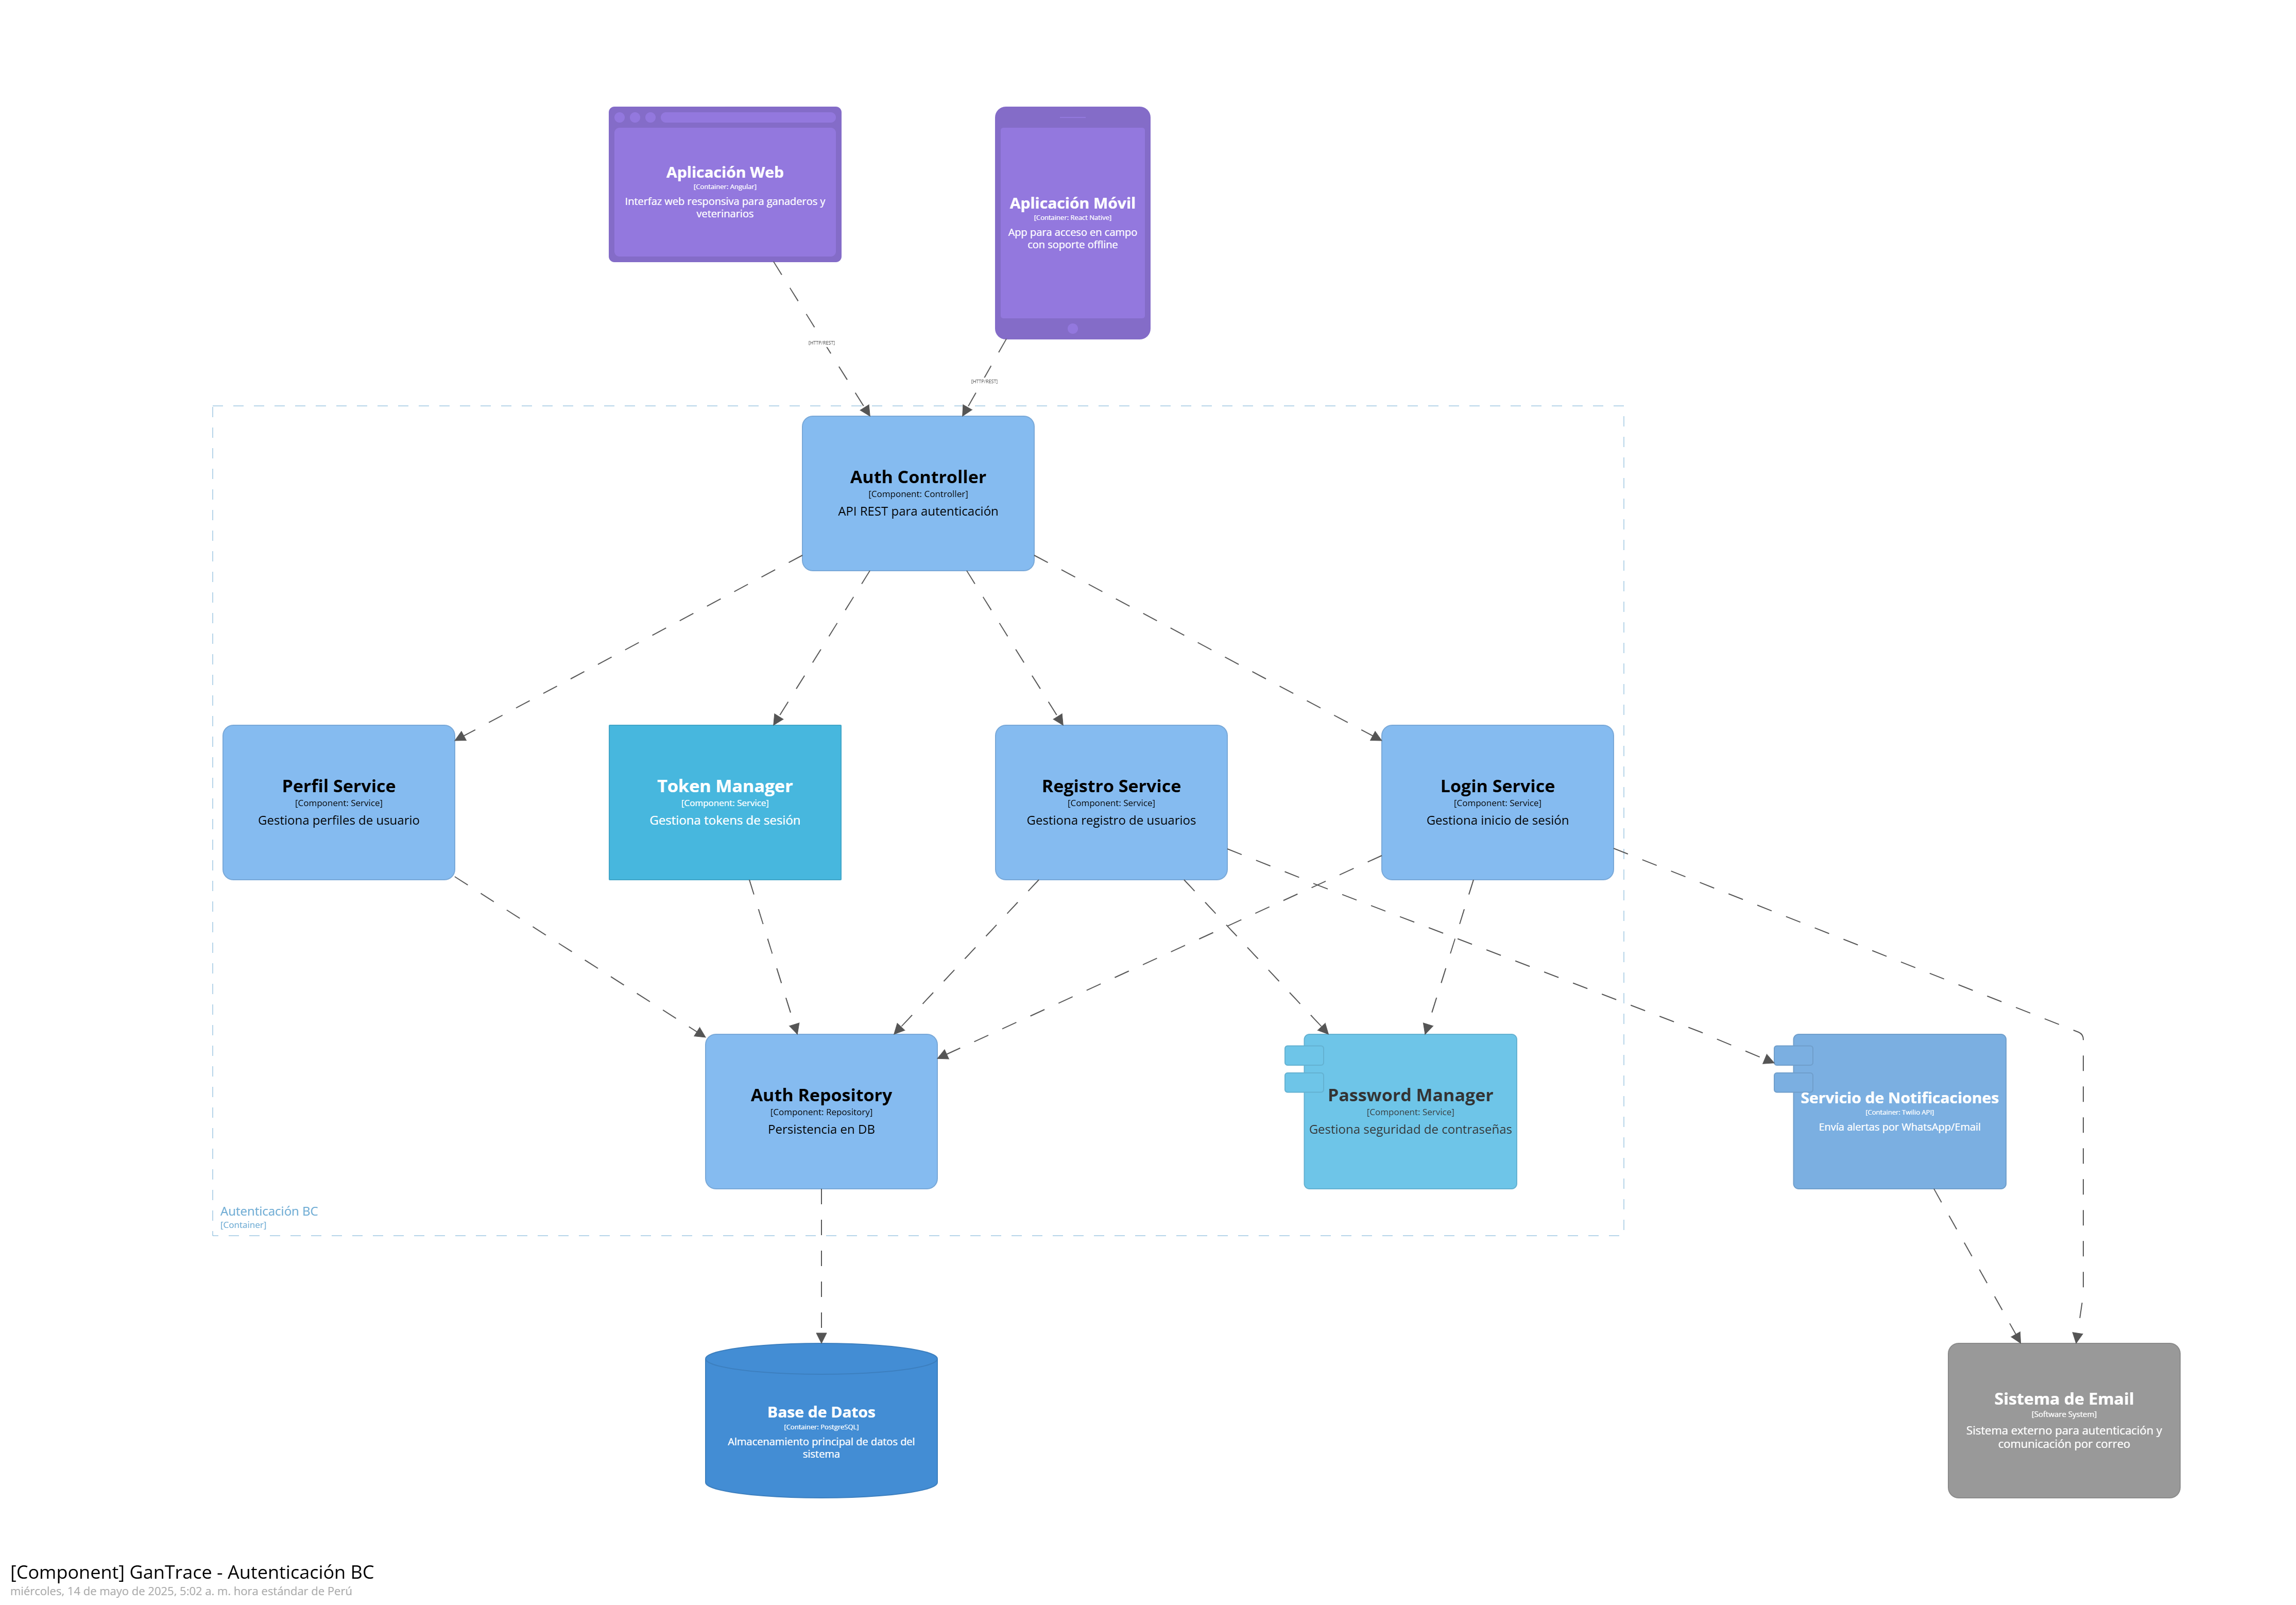 Aplicación Web
[Container: Angular]
Interfaz web responsiva para ganaderos y
veterinarios
Aplicación Móvil
[Container: React Native]
App para acceso en campo
con soporte offline
[HTTP/REST]
[HTTP/REST]
Auth Controller
[Component: Controller]
API REST para autenticación
Perfil Service
[Component: Service]
Gestiona perfiles de usuario
Token Manager
[Component: Service]
Gestiona tokens de sesión
Registro Service
[Component: Service]
Gestiona registro de usuarios
Login Service
[Component: Service]
Gestiona inicio de sesión
Auth Repository
[Component: Repository]
Persistencia en DB
Password Manager
[Component: Service]
Gestiona seguridad de contraseñas
Servicio de Notificaciones
[Container: Twilio API]
Envía alertas por WhatsApp/Email
Autenticación BC
[Container]
Base de Datos
[Container: PostgreSQL]
Almacenamiento principal de datos del
sistema
Sistema de Email
[Software System]
Sistema externo para autenticación y
comunicación por correo
[Component] GanTrace - Autenticación BC
miércoles, 14 de mayo de 2025, 5:02 a. m. hora estándar de Perú